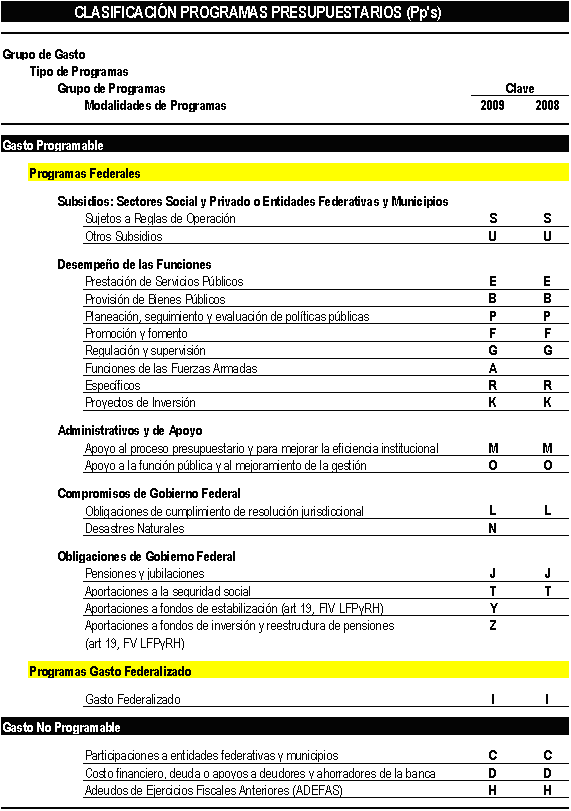 CLASIFICACIÓN PROGRAMAS PRESUPUESTARIOS (Pp's)
Grupo de Gasto
Tipo de Programas
Grupo de Programas
Clave
Modalidades de Programas
2009 2008
Gasto Programable
Programas Federales
Subsidios: Sectores Social y Privado o Entidades Federativas y Municipios
Sujetos a Reglas de Operación S S
Otros Subsidios U U
Desempeño de las Funciones
Prestación de Servicios Públicos E E
Provisión de Bienes Públicos B B
Planeación, seguimiento y evaluación de políticas públicas P P
Promoción y fomento F F
Regulación y supervisión G G
Funciones de las Fuerzas Armadas A
Específicos R R
Proyectos de Inversión K K
Administrativos y de Apoyo
Apoyo al proceso presupuestario y para mejorar la eficiencia institucional M M
Apoyo a la función pública y al mejoramiento de la gestión O O
Compromisos de Gobierno Federal
Obligaciones de cumplimiento de resolución jurisdiccional L L
Desastres Naturales N
Obligaciones de Gobierno Federal
Pensiones y jubilaciones J J
Aportaciones a la seguridad social T T
Aportaciones a fondos de estabilización (art 19, FIV LFPyRH) Y
Aportaciones a fondos de inversión y reestructura de pensiones Z
(art 19, FV LFPyRH)
Programas Gasto Federalizado
Gasto Federalizado I I
Gasto No Programable
Participaciones a entidades federativas y municipios C C
Costo financiero, deuda o apoyos a deudores y ahorradores de la banca D D
Adeudos de Ejercicios Fiscales Anteriores (ADEFAS) H H